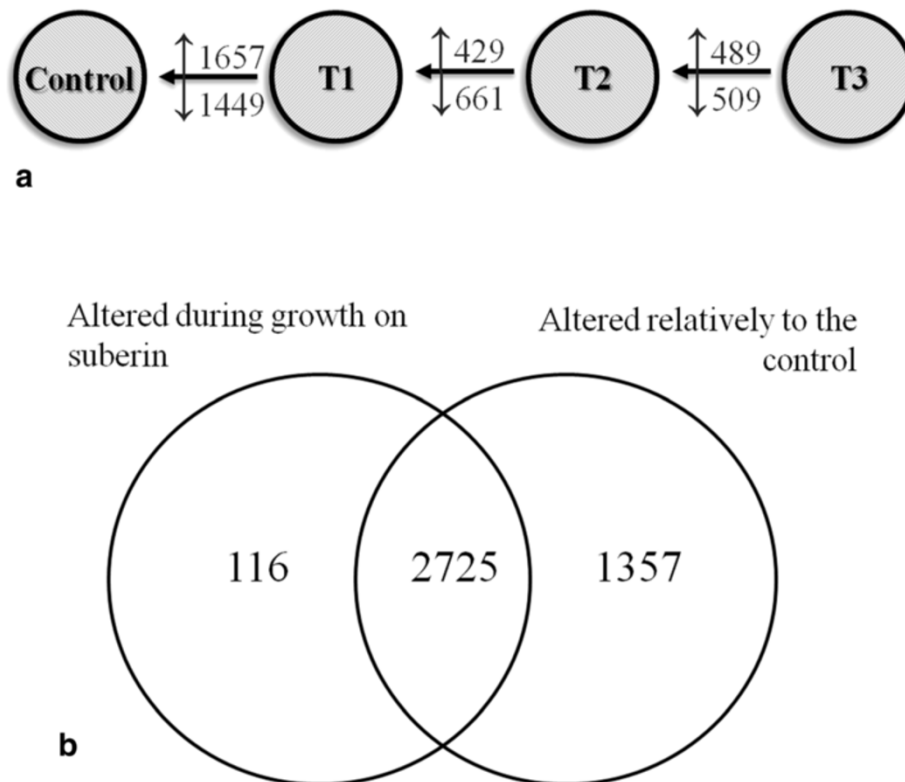 Control
1657
1449
T1
429
661
T2
489
509
T3
a
Altered during growth on
suberin
Altered relatively to the
control
116
2725
1357
b